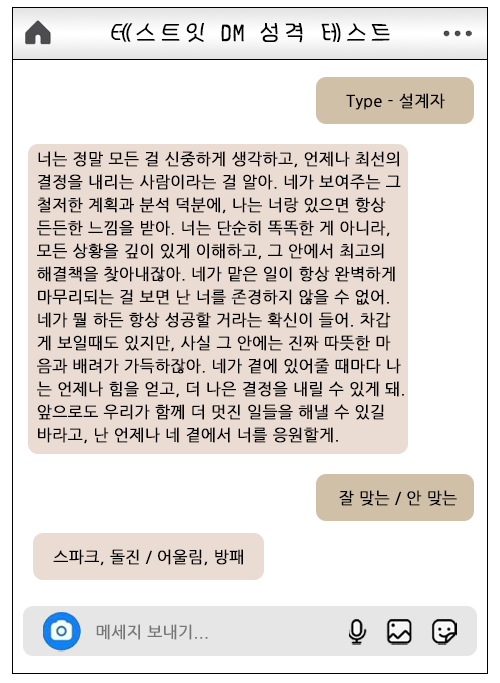 테스트잇 DM 성격 테스트
Type - 설계자
너는 정말 모든 걸 신중하게 생각하고, 언제나 최선의
결정을 내리는 사람이라는 걸 알아. 네가 보여주는 그
철저한 계획과 분석 덕분에, 나는 너랑 있으면 항상
든든한 느낌을 받아. 너는 단순히 똑똑한 게 아니라,
모든 상황을 깊이 있게 이해하고, 그 안에서 최고의
해결책을 찾아내잖아. 네가 맡은 일이 항상 완벽하게
마무리되는 걸 보면 난 너를 존경하지 않을 수 없어.
네가 뭘 하든 항상 성공할 거라는 확신이 들어. 차갑
게 보일때도 있지만, 사실 그 안에는 진짜 따뜻한 마
음과 배려가 가득하잖아. 네가 곁에 있어줄 때마다 나
는 언제나 힘을 얻고, 더 나은 결정을 내릴 수 있게 돼.
앞으로도 우리가 함께 더 멋진 일들을 해낼 수 있길
바라고, 난 언제나 네 곁에서 너를 응원할게.
잘 맞는 / 안 맞는
스파크, 돌진 / 어울림, 방패
메세지 보내기...